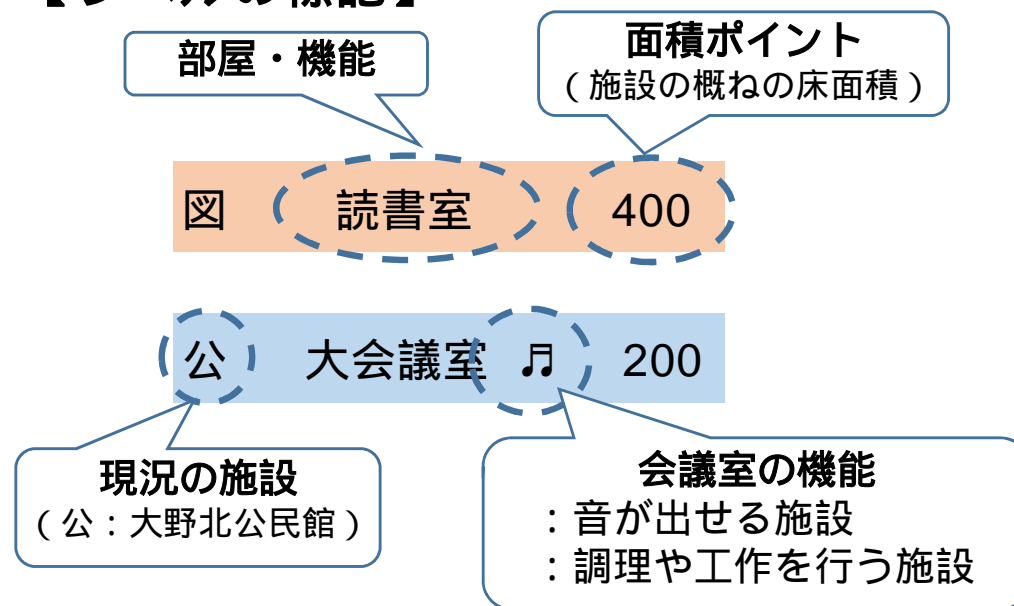 部屋・機能
面積ポイント
（施設の概ねの床面積）
図 読書室 400
公 大会議室 ♬ 200
現況の施設
（公：大野北公民館）
会議室の機能
：音が出せる施設
：調理や工作を行う施設